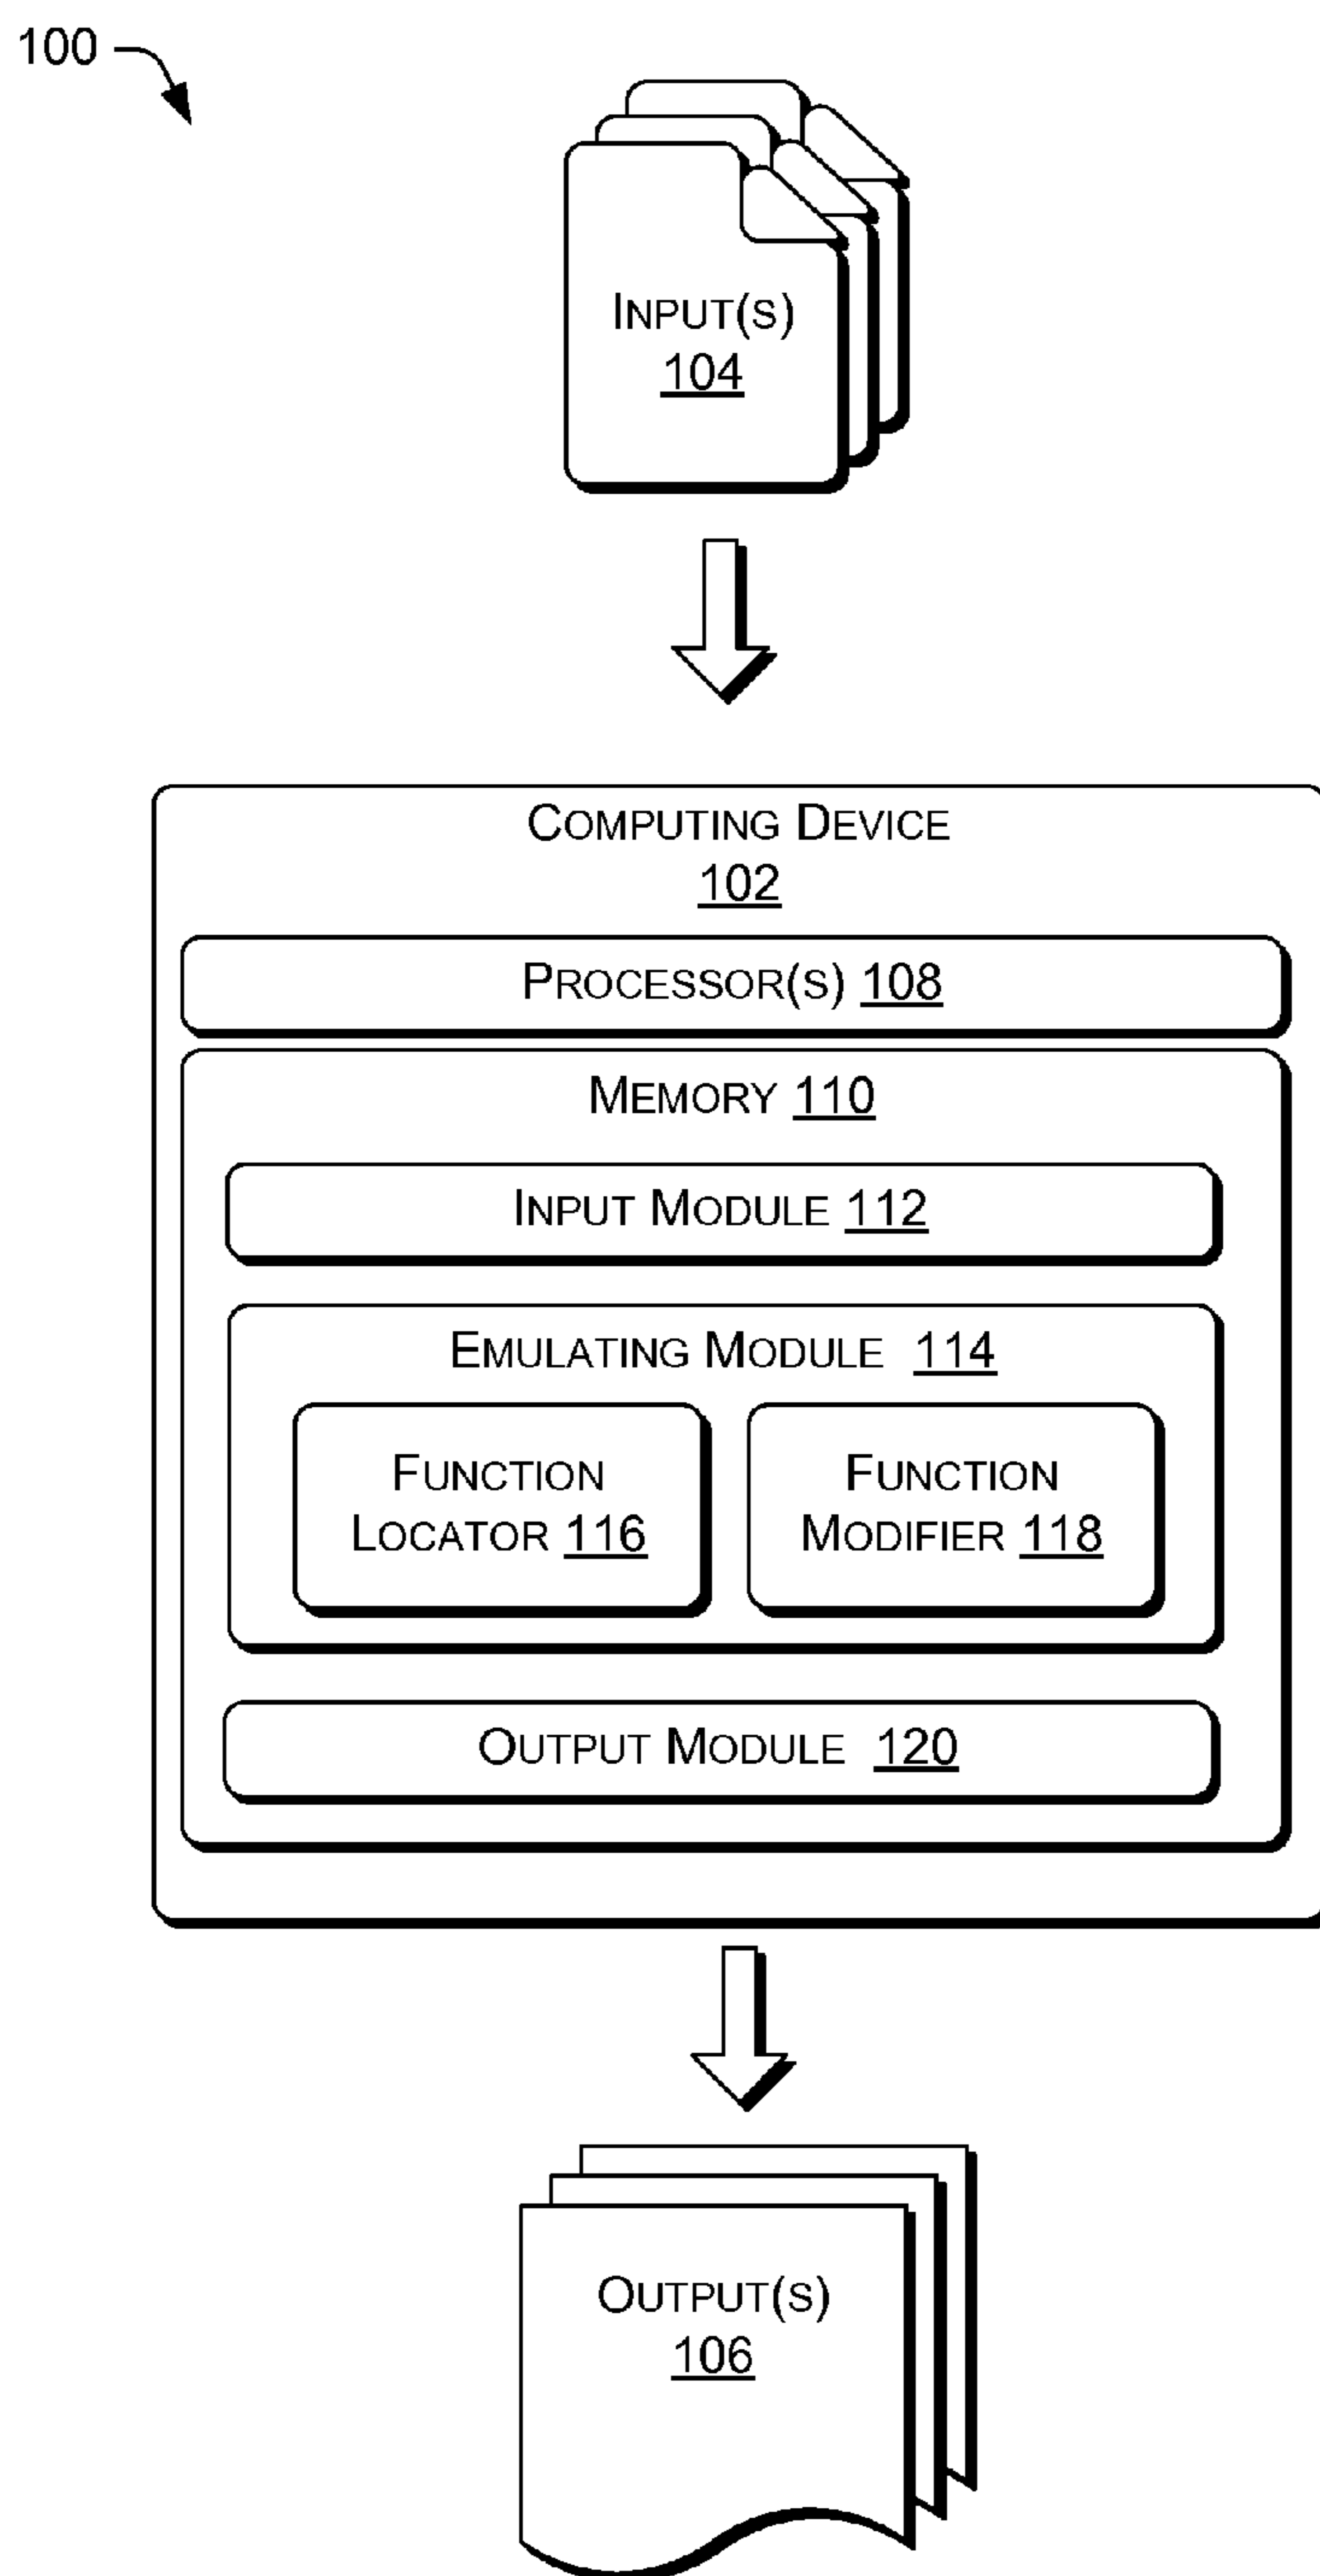 100
INPUT(S)
104
COMPUTING DEVICE
102
PROCESSOR(S) 108
MEMORY 110
INPUT MODULE 112
EMULATING MODULE 114
FUNCTION
LOCATOR 116
FUNCTION
MODIFIER 118
OUTPUT MODULE 120
OUTPUT(S)
106